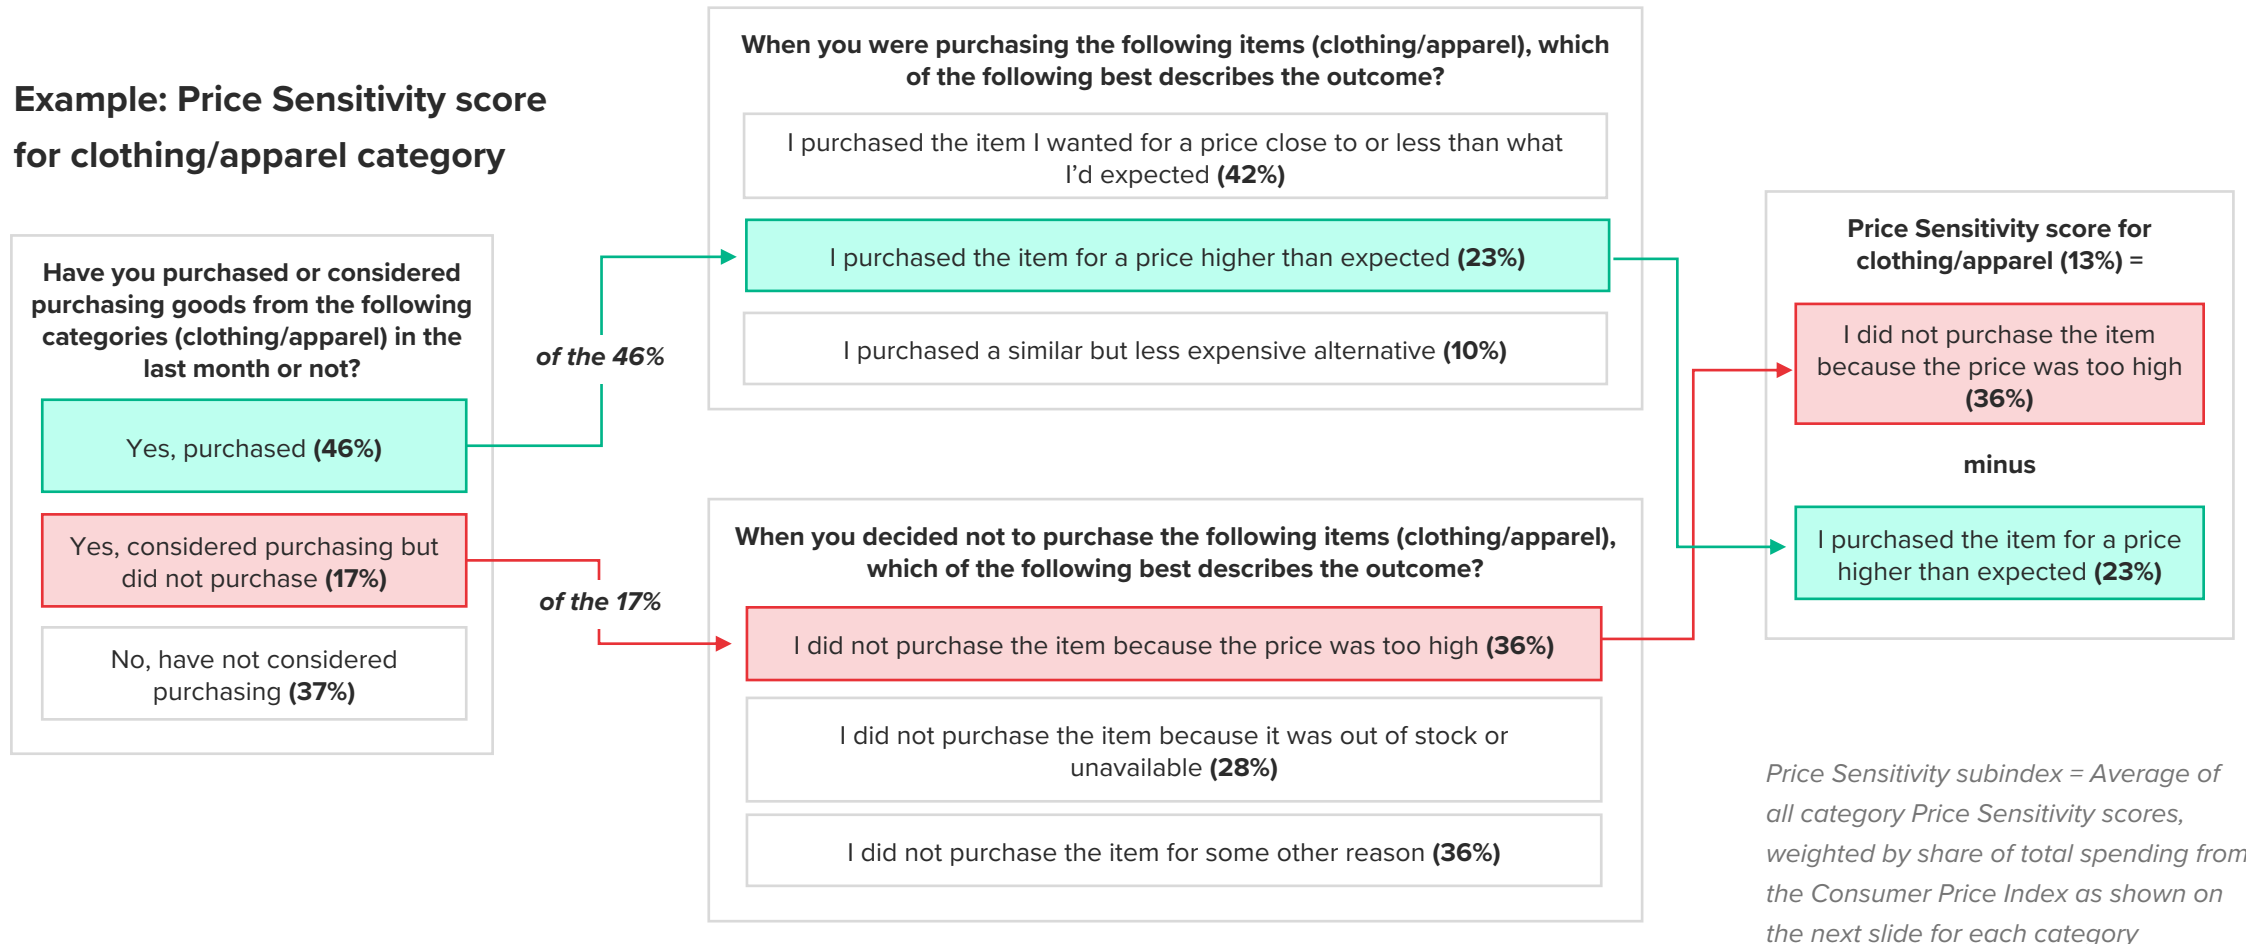 Example: Price Sensitivity score
for clothing/apparel category
Have you purchased or considered
purchasing goods from the following
categories (clothing/apparel) in the
last month or not?
Yes, purchased (46%)
Yes, considered purchasing but
did not purchase (17%)
No, have not considered
purchasing (37%)
of the 46%
of the 17%
When you were purchasing the following items (clothing/apparel), which
of the following best describes the outcome?
I purchased the item I wanted for a price close to or less than what
I’d expected (42%)
I purchased the item for a price higher than expected (23%)
I purchased a similar but less expensive alternative (10%)
When you decided not to purchase the following items (clothing/apparel),
which of the following best describes the outcome?
I did not purchase the item because the price was too high (36%)
I did not purchase the item because it was out of stock or
unavailable (28%)
I did not purchase the item for some other reason (36%)
Price Sensitivity score for
clothing/apparel (13%) =
I did not purchase the item
because the price was too high
(36%)
minus
I purchased the item for a price
higher than expected (23%)
Price Sensitivity subindex = Average of
all category Price Sensitivity scores,
weighted by share of total spending from
the Consumer Price Index as shown on
the next slide for each category